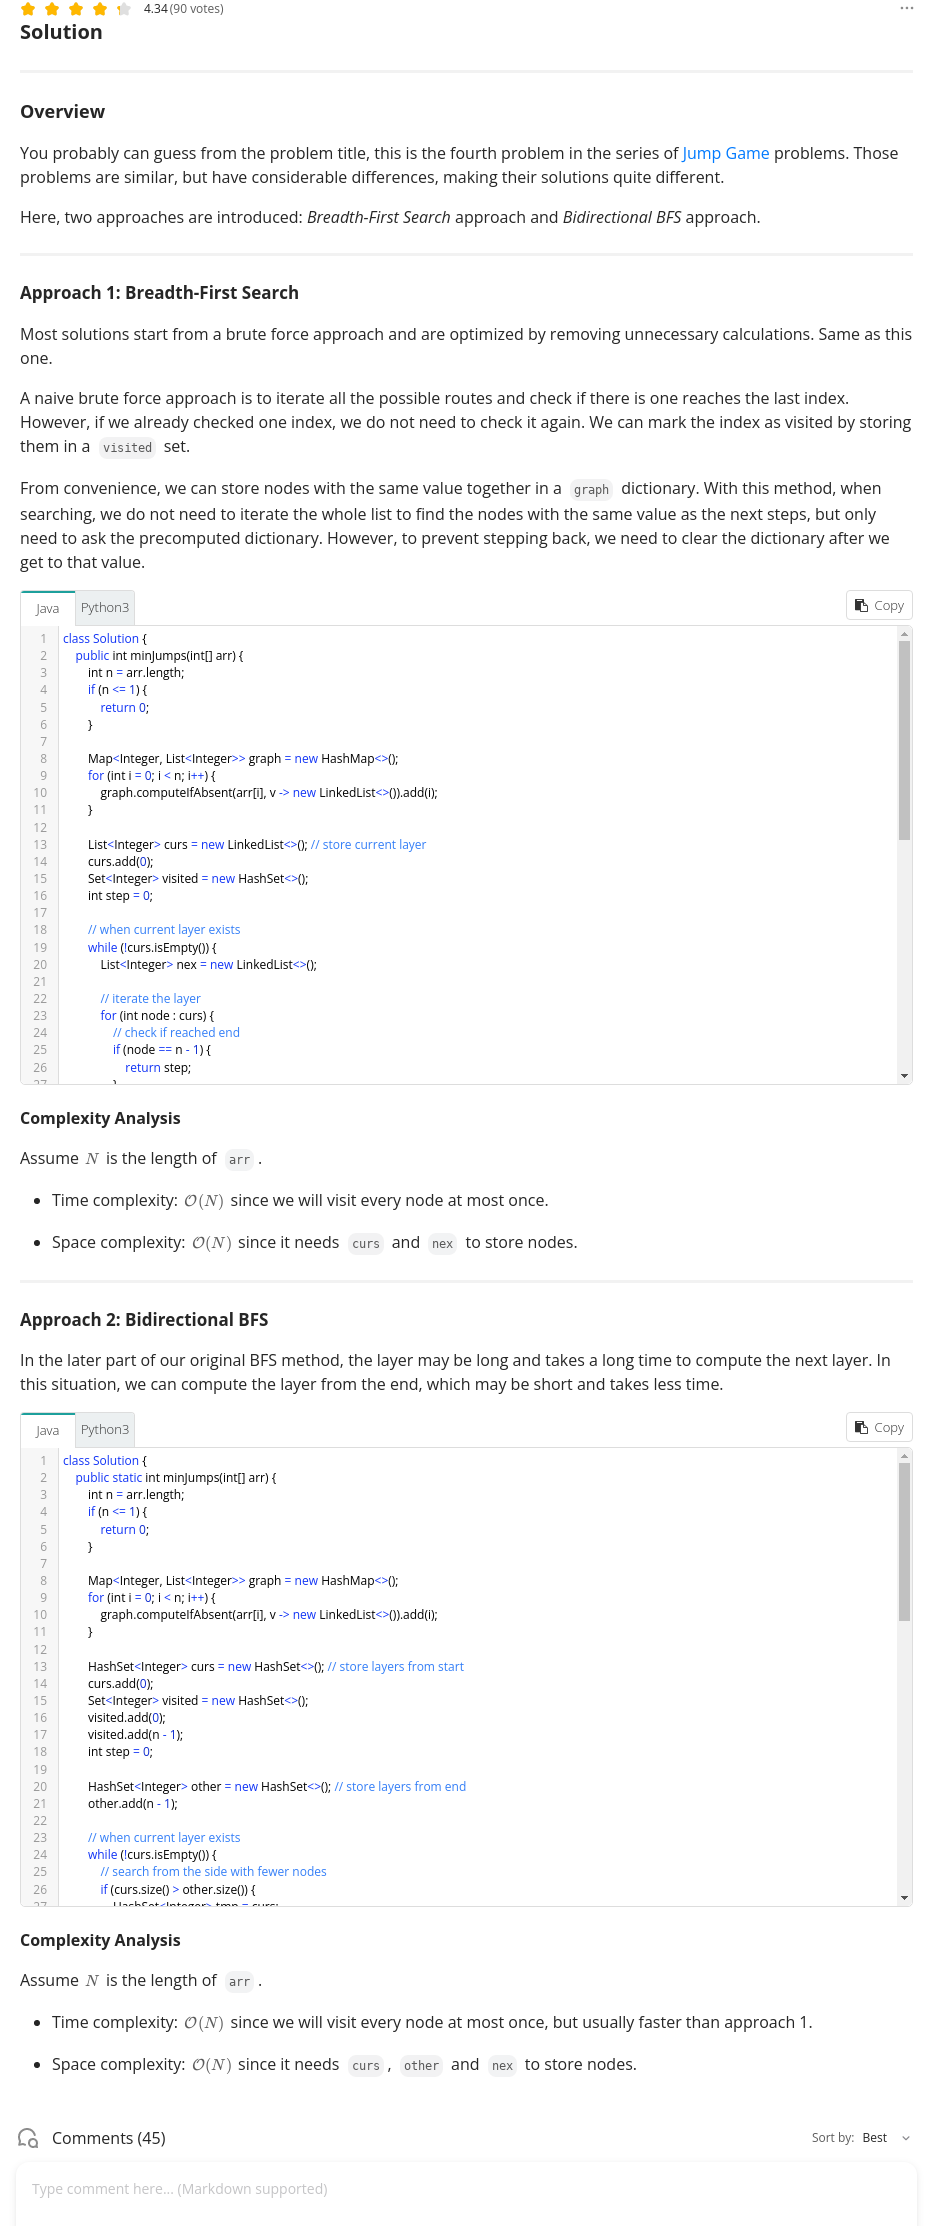 4.34 (90 votes)
...
Solution
Overview
You probably can guess from the problem title, this is the fourth problem in the series of Jump Game problems. Those
problems are similar, but have considerable differences, making their solutions quite different.
Here, two approaches are introduced: Breadth-First Search approach and Bidirectional BFS approach.
Approach 1: Breadth-First Search
Most solutions start from a brute force approach and are optimized by removing unnecessary calculations. Same as this
one.
A naive brute force approach is to iterate all the possible routes and check if there is one reaches the last index.
However, if we already checked one index, we do not need to check it again. We can mark the index as visited by storing
them in a visited set.
From convenience, we can store nodes with the same value together in a graph dictionary. With this method, when
searching, we do not need to iterate the whole list to find the nodes with the same value as the next steps, but only
need to ask the precomputed dictionary. However, to prevent stepping back, we need to clear the dictionary after we
get to that value.
Java Python3 Copy
1 class Solution {
2 public int minJumps(int[] arr) {
3 int n = arr.length;
4 if (n <= 1) {
5 return 0;
6 }
7
8 Map<Integer, List<Integer>> graph = new HashMap<>();
9 for (int i = 0; i < n; i++) {
10 graph.computeIfAbsent(arr[i], v -> new LinkedList<>()).add(i);
11 }
12
13 List<Integer> curs = new LinkedList<>(); // store current layer
14 curs.add(0);
15 Set<Integer> visited = new HashSet<>();
16 int step = 0;
17
18 // when current layer exists
19 while (!curs.isEmpty()) {
20 List<Integer> nex = new LinkedList<>();
21
22 // iterate the layer
23 for (int node : curs) {
24 // check if reached end
25 if (node == n - 1) {
26 return step;
27 }
Complexity Analysis
Assume N is the length of arr .
• Time complexity: O(N) since we will visit every node at most once.
• Space complexity: O(N) since it needs curs and nex to store nodes.
Approach 2: Bidirectional BFS
In the later part of our original BFS method, the layer may be long and takes a long time to compute the next layer. In
this situation, we can compute the layer from the end, which may be short and takes less time.
Java Python3 Copy
1 class Solution {
2 public static int minJumps(int[] arr) {
3 int n = arr.length;
4 if (n <= 1) {
5 return 0;
6 }
7
8 Map<Integer, List<Integer>> graph = new HashMap<>();
9 for (int i = 0; i < n; i++) {
10 graph.computeIfAbsent(arr[i], v -> new LinkedList<>()).add(i);
11 }
12
13 HashSet<Integer> curs = new HashSet<>(); // store layers from start
14 curs.add(0);
15 Set<Integer> visited = new HashSet<>();
16 visited.add(0);
17 visited.add(n - 1);
18 int step = 0;
19
20 HashSet<Integer> other = new HashSet<>(); // store layers from end
21 other.add(n - 1);
22
23 // when current layer exists
24 while (!curs.isEmpty()) {
25 // search from the side with fewer nodes
26 if (curs.size() > other.size()) {
27 HashSet<Integer> tmp = curs;
Complexity Analysis
Assume N is the length of arr .
• Time complexity: O(N) since we will visit every node at most once, but usually faster than approach 1.
• Space complexity: O(N) since it needs curs , other and nex to store nodes.
Comments (45) Sort by: Best
Type comment here... (Markdown supported)